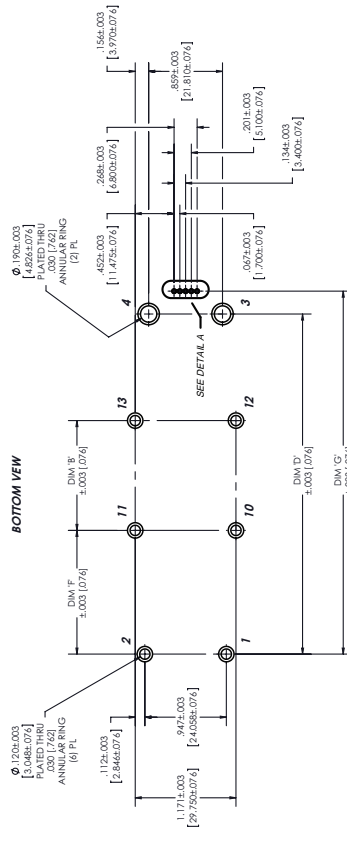 BOTTOM VIEW
Ø.120±.003
[3.048±.076]
PLATED THRU
.030 [.762]
ANNULAR RING
(6) PL
DIM 'F'
±.003 [.076]
DIM 'B'
±.003 [.076]
Ø.190±.003
[4.826±.076]
PLATED THRU
.030 [.762]
ANNULAR RING
(2) PL
.452±.003
[11.475±.076]
.268±.003
[6.800±.076]
.156±.003
[3.970±.076]
.859±.003
[21.810±.076]
.201±.003
[5.100±.076]
.134±.003
[3.400±.076]
.067±.003
[1.700±.076]
2
11
13
4
1
10
12
3
SEE DETAIL A
.112±.003
[2.846±.076]
.947±.003
[24.058±.076]
1.171±.003
[29.750±.076]
DIM 'D'
±.003 [.076]
DIM 'G'